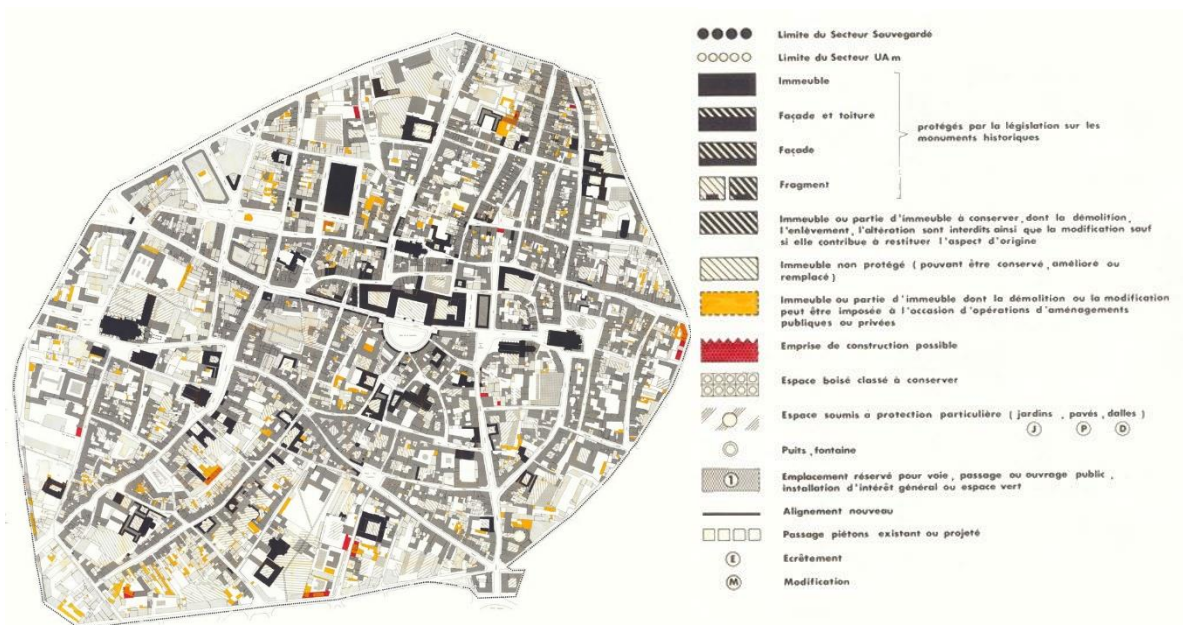 Limite du Secteur Souvegardé
Limite du Secteur UAm
Immeuble
Façade et toiture
Façade
Fragment
protégés par la législation sur les
monuments historiques
Immeuble ou partie d'immeuble à conserver, dont la démolition,
l'enlèvement, l'altération sont interdits ainsi que la modification sauf
si elle contribue à restituer l'aspect d'origine
Immeuble non protégé (pouvant être conservé, amélioré ou
remplacé)
Immeuble ou partie d'immeuble dont la démolition ou la modification
peut être imposée à l'occasion d'opérations d'aménagements
publiques ou privées
Emprise de construction possible
Espace boisé classé à conserver
Espace soumis a protection particulière ( jardins , pavés , dalles )
J P D
Puits, fontaine
1 Emplacement réservé pour voie, passage ou ouvrage public,
installation d'intérêt général ou espace vert
Alignement nouveau
Passage piétons existant ou projeté
E Ecrêtement
M Modification